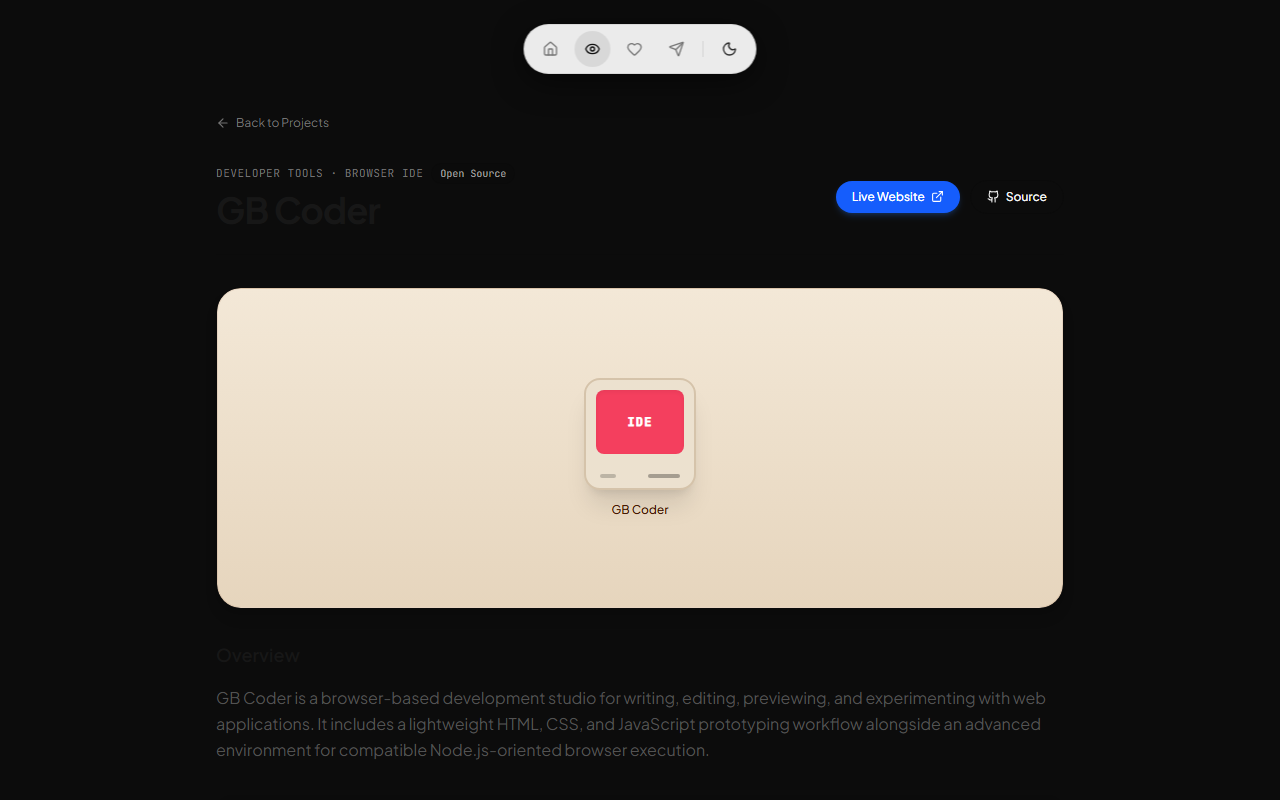 Back to Projects
DEVELOPER TOOLS · BROWSER IDE Open Source
GB Coder
Live Website
Source
IDE
GB Coder
Overview
GB Coder is a browser-based development studio for writing, editing, previewing, and experimenting with web
applications. It includes a lightweight HTML, CSS, and JavaScript prototyping workflow alongside an advanced
environment for compatible Node.js-oriented browser execution.